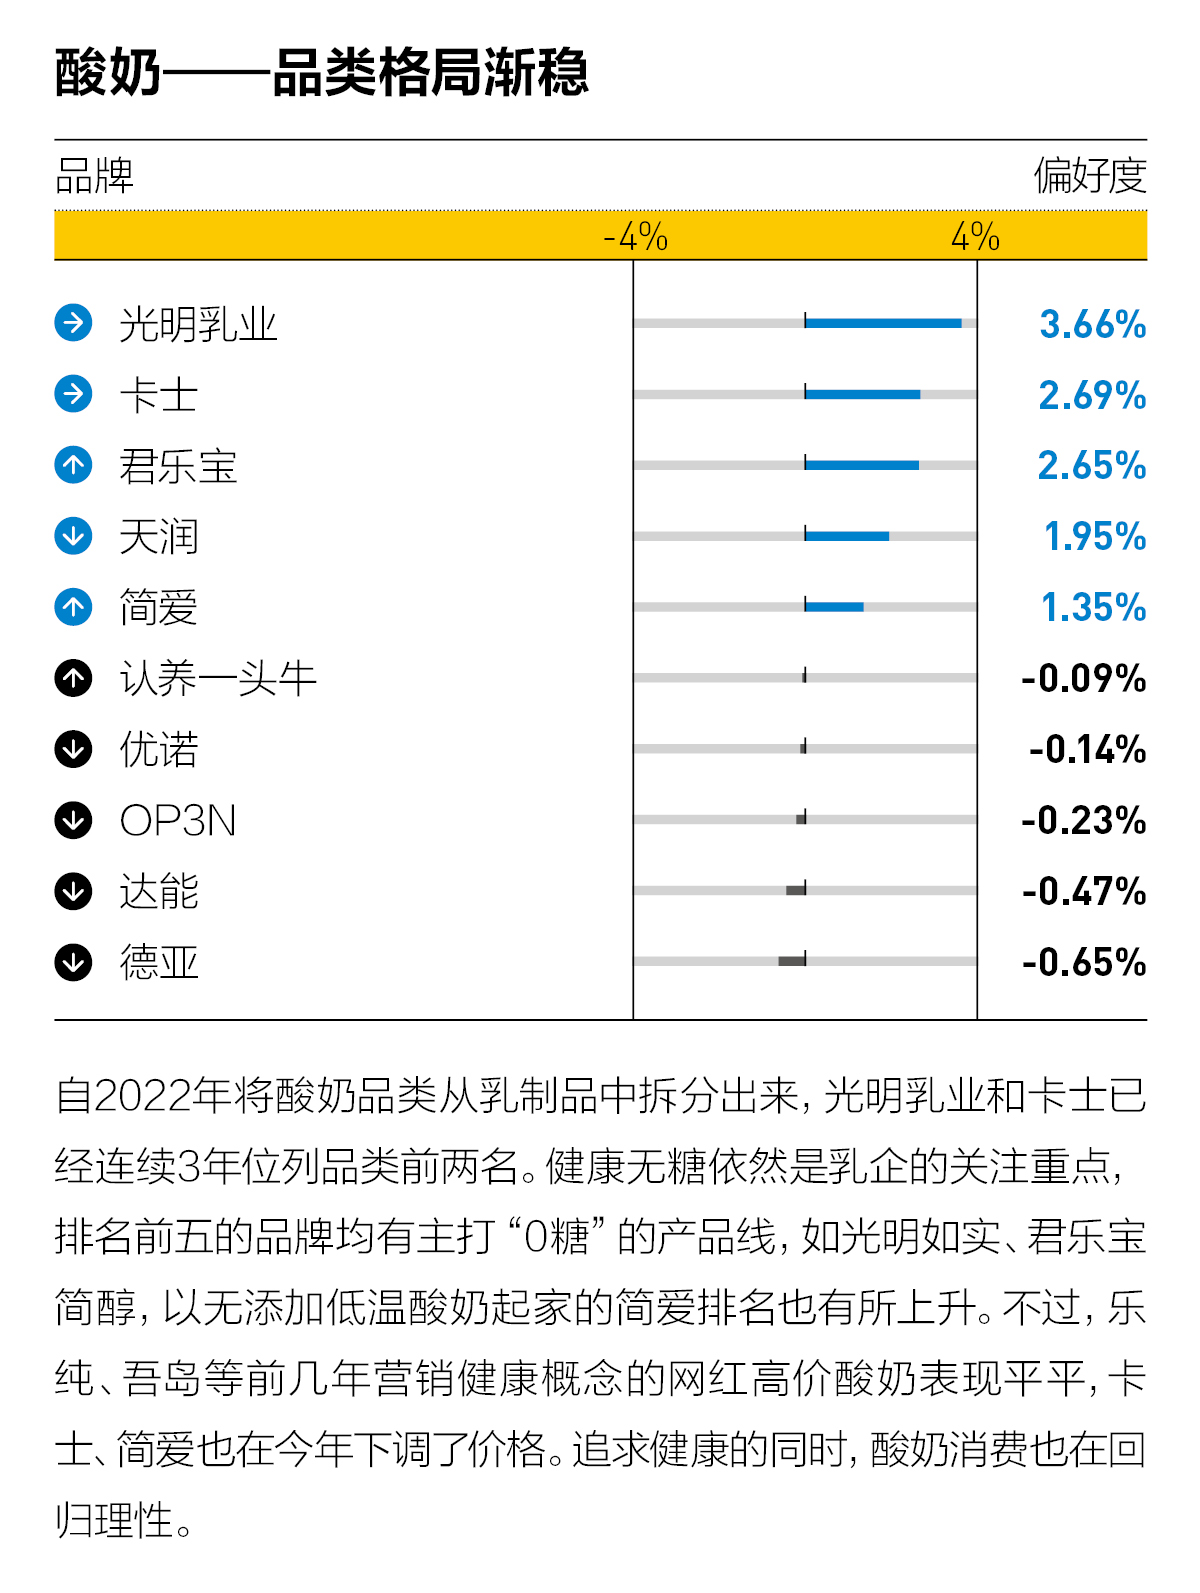 酸奶——品类格局渐稳
品牌 偏好度
-4% 4%
光明乳业 3.66%
卡士 2.69%
君乐宝 2.65%
天润 1.95%
简爱 1.35%
认养一头牛 -0.09%
优诺 -0.14%
OP3N -0.23%
达能 -0.47%
德亚 -0.65%
自2022年将酸奶品类从乳制品中拆分出来，光明乳业和卡士已
经连续3年位列品类前两名。健康无糖依然是乳企的关注重点，
排名前五的品牌均有主打“0糖”的产品线，如光明如实、君乐宝
简醇，以无添加低温酸奶起家的简爱排名也有所上升。不过，乐
纯、吾岛等前几年营销健康概念的网红高价酸奶表现平平，卡
士、简爱也在今年下调了价格。追求健康的同时，酸奶消费也在回
归理性。